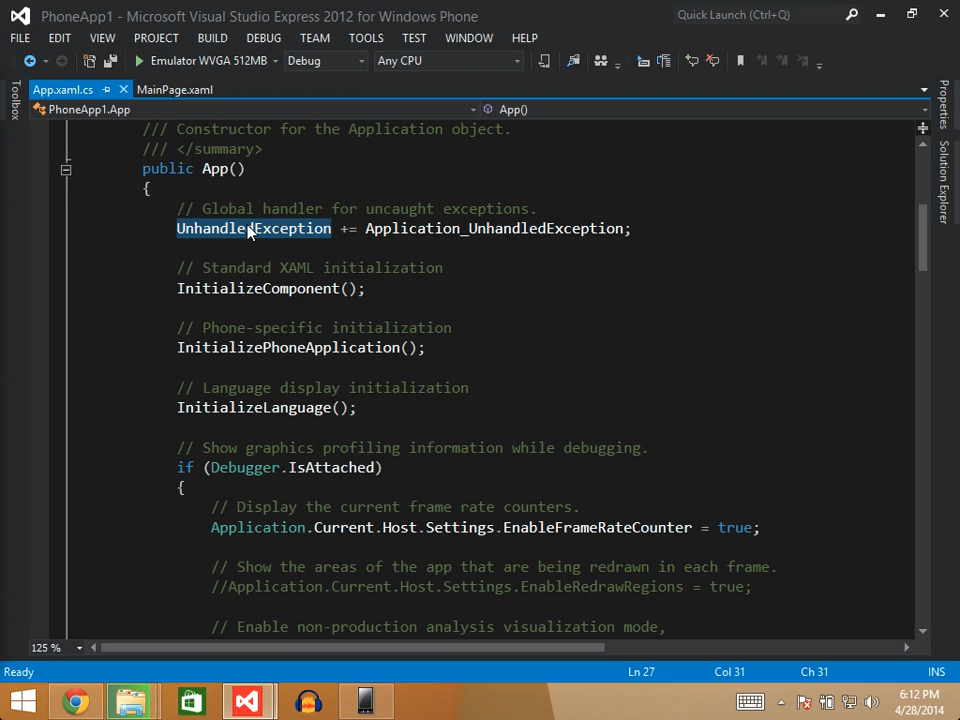 PhoneApp1 - Microsoft Visual Studio Express 2012 for Windows Phone
Quick Launch (Ctrl+Q)
FILE EDIT VIEW PROJECT BUILD DEBUG TEAM TOOLS TEST WINDOW HELP
Emulator WVGA 512MB Debug Any CPU
App.xaml.cs MainPage.xaml
PhoneApp1.App App()
Toolbox
Properties
Solution Explorer
/// Constructor for the Application object.
/// </summary>
public App()
{
// Global handler for uncaught exceptions.
UnhandledException += Application_UnhandledException;
// Standard XAML initialization
InitializeComponent();
// Phone-specific initialization
InitializePhoneApplication();
// Language display initialization
InitializeLanguage();
// Show graphics profiling information while debugging.
if (Debugger.IsAttached)
{
// Display the current frame rate counters.
Application.Current.Host.Settings.EnableFrameRateCounter = true;
// Show the areas of the app that are being redrawn in each frame.
//Application.Current.Host.Settings.EnableRedrawRegions = true;
// Enable non-production analysis visualization mode,
125 %
Ready Ln 27 Col 31 Ch 31 INS
6:12 PM
4/28/2014